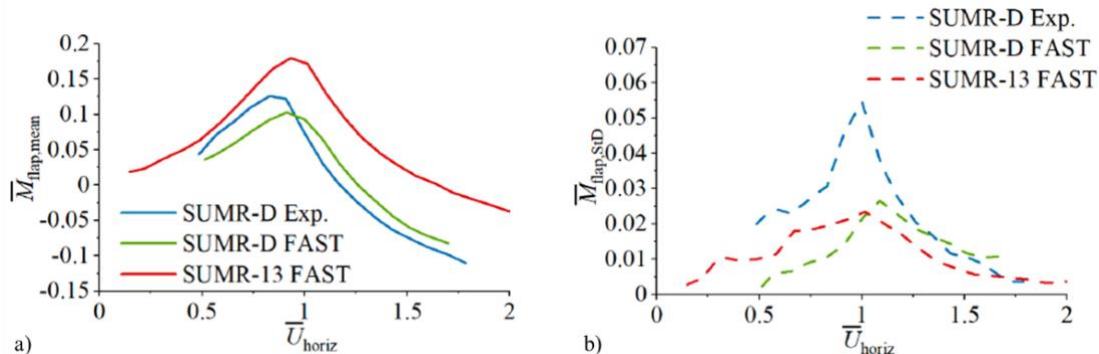 0.2
0.15
0.1
0.05
0
-0.05
-0.1
-0.15
M̅flap,mean
SUMR-D Exp.
SUMR-D FAST
SUMR-13 FAST
0 0.5 1 1.5 2
U̅horiz
a)
SUMR-D Exp.
SUMR-D FAST
SUMR-13 FAST
0.07
0.06
0.05
0.04
0.03
0.02
0.01
0
M̅flap,StD
0 0.5 1 1.5 2
U̅horiz
b)